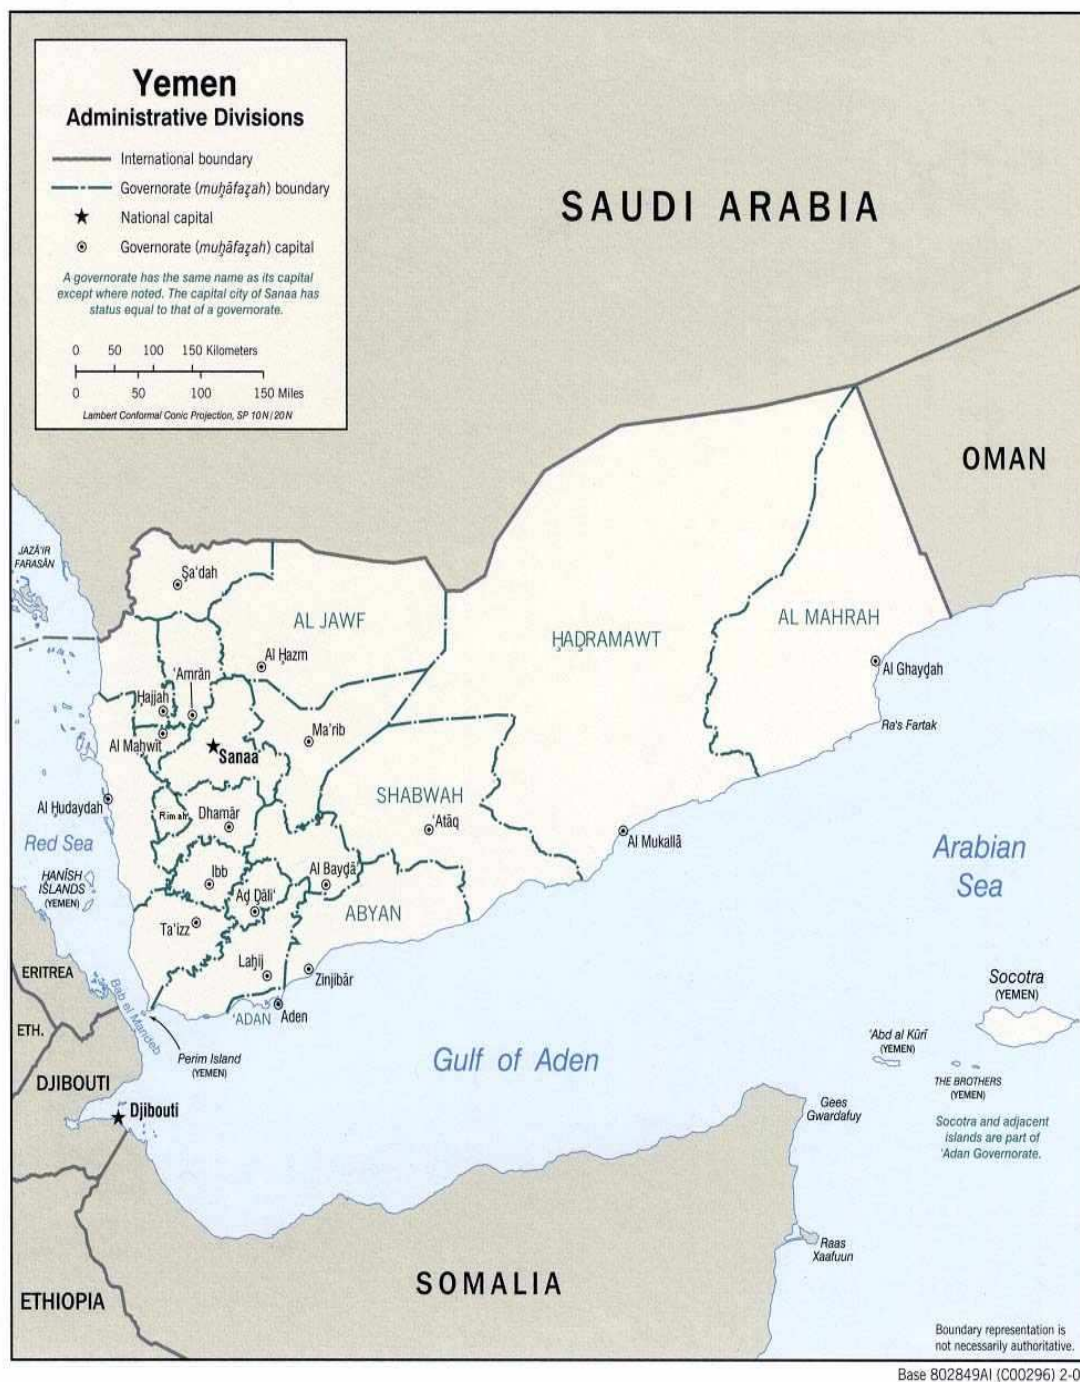 Yemen
Administrative Divisions
International boundary
Governorate (muḩāfaz̧ah) boundary
National capital
Governorate (muḩāfaz̧ah) capital
A governorate has the same name as its capital
except where noted. The capital city of Sanaa has
status equal to that of a governorate.
0 50 100 150 Kilometers
0 50 100 150 Miles
Lambert Conformal Conic Projection, SP 10N/20N
SAUDI ARABIA
OMAN
JAZĀ'IR
FARASĀN
Şa'dah
AL JAWF
ḨAḐRAMAWT
AL MAHRAH
Al Ḩazm
'Amrān
Al Ghayḑah
Ḩajjah
Ra's Fartak
Al Maḩwīt
Sanaa
Ma'rib
Al Ḩudaydah
Rimah
Dhamār
SHABWAH
'Atāq
Al Mukallā
Red Sea
Arabian
Sea
HANĪSH
ISLANDS
(YEMEN)
Ibb
Al Bayḑā'
Aḑ Ḑāli'
ABYAN
Ta'izz
Laḩij
Zinjibār
ERITREA
Bab el Mandeb
'ADAN
Aden
Socotra
(YEMEN)
ETH.
Perim Island
(YEMEN)
Gulf of Aden
'Abd al Kūrī
(YEMEN)
THE BROTHERS
(YEMEN)
DJIBOUTI
Djibouti
Gees
Gwardafuy
Socotra and adjacent
islands are part of
'Adan Governorate.
Raas
Xaafuun
SOMALIA
ETHIOPIA
Boundary representation is
not necessarily authoritative.
Base 802849AI (C00296) 2-0